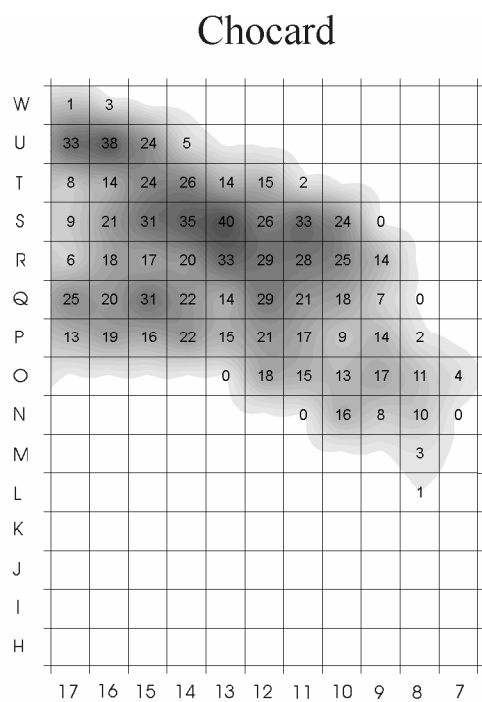 Chocard
W 1 3
U 33 38 24 5
T 8 14 24 26 14 15 2
S 9 21 31 35 40 26 33 24 0
R 6 18 17 20 33 29 28 25 14
Q 25 20 31 22 14 29 21 18 7 0
P 13 19 16 22 15 21 17 9 14 2
O 0 18 15 13 17 11 4
N 0 16 8 10 0
M 3
L 1
K
J
I
H
17 16 15 14 13 12 11 10 9 8 7